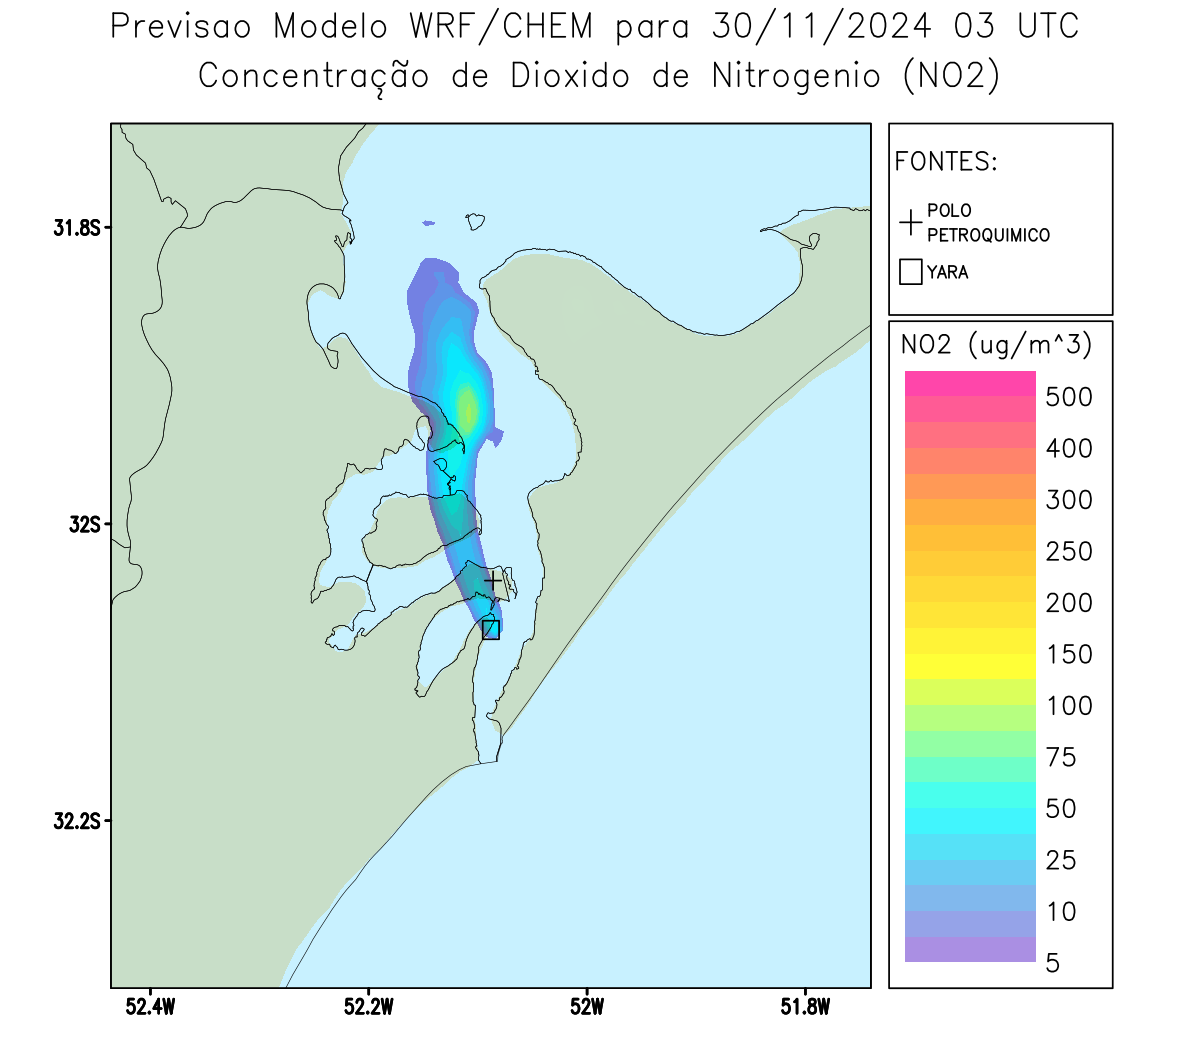 Previsao Modelo WRF/CHEM para 30/11/2024 03 UTC
Concentração de Dioxido de Nitrogenio (NO2)
FONTES:
POLO
PETROQUIMICO
YARA
31.8S
32S
32.2S
52.4W
52.2W
52W
51.8W
NO2 (ug/m^3)
500
400
300
250
200
150
100
75
50
25
10
5